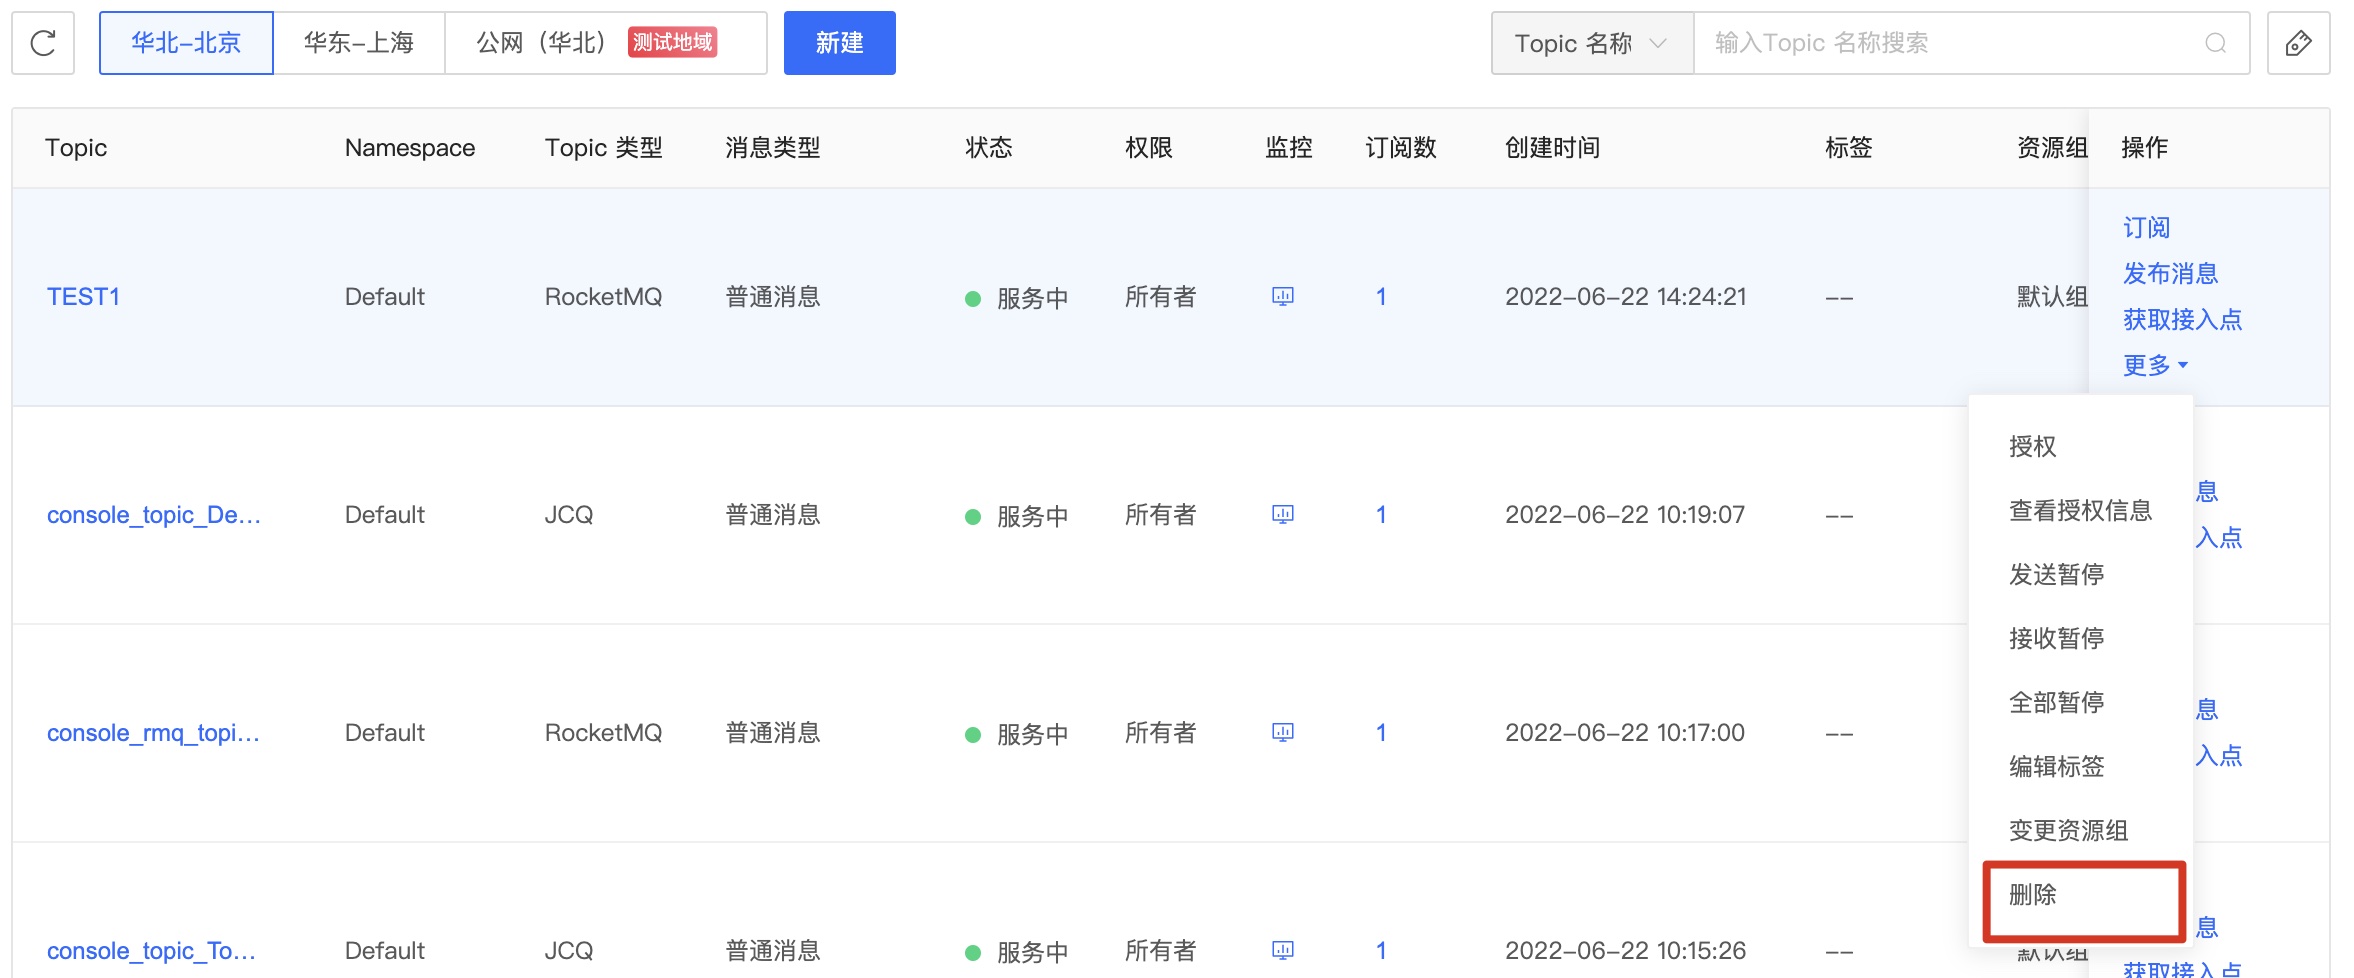 华北-北京 华东-上海 公网（华北） 测试地域 新建 Topic 名称 输入Topic 名称搜索
Topic Namespace Topic 类型 消息类型 状态 权限 监控 订阅数 创建时间 标签 资源组 操作
TEST1 Default RocketMQ 普通消息 服务中 所有者 1 2022-06-22 14:24:21 -- 默认组
订阅
发布消息
获取接入点
更多
授权
查看授权信息
发送暂停
接收暂停
全部暂停
编辑标签
变更资源组
删除
console_topic_De... Default JCQ 普通消息 服务中 所有者 1 2022-06-22 10:19:07 --
息
入点
console_rmq_topi... Default RocketMQ 普通消息 服务中 所有者 1 2022-06-22 10:17:00 --
息
入点
console_topic_To... Default JCQ 普通消息 服务中 所有者 1 2022-06-22 10:15:26 -- 默认组
息
获取接入点